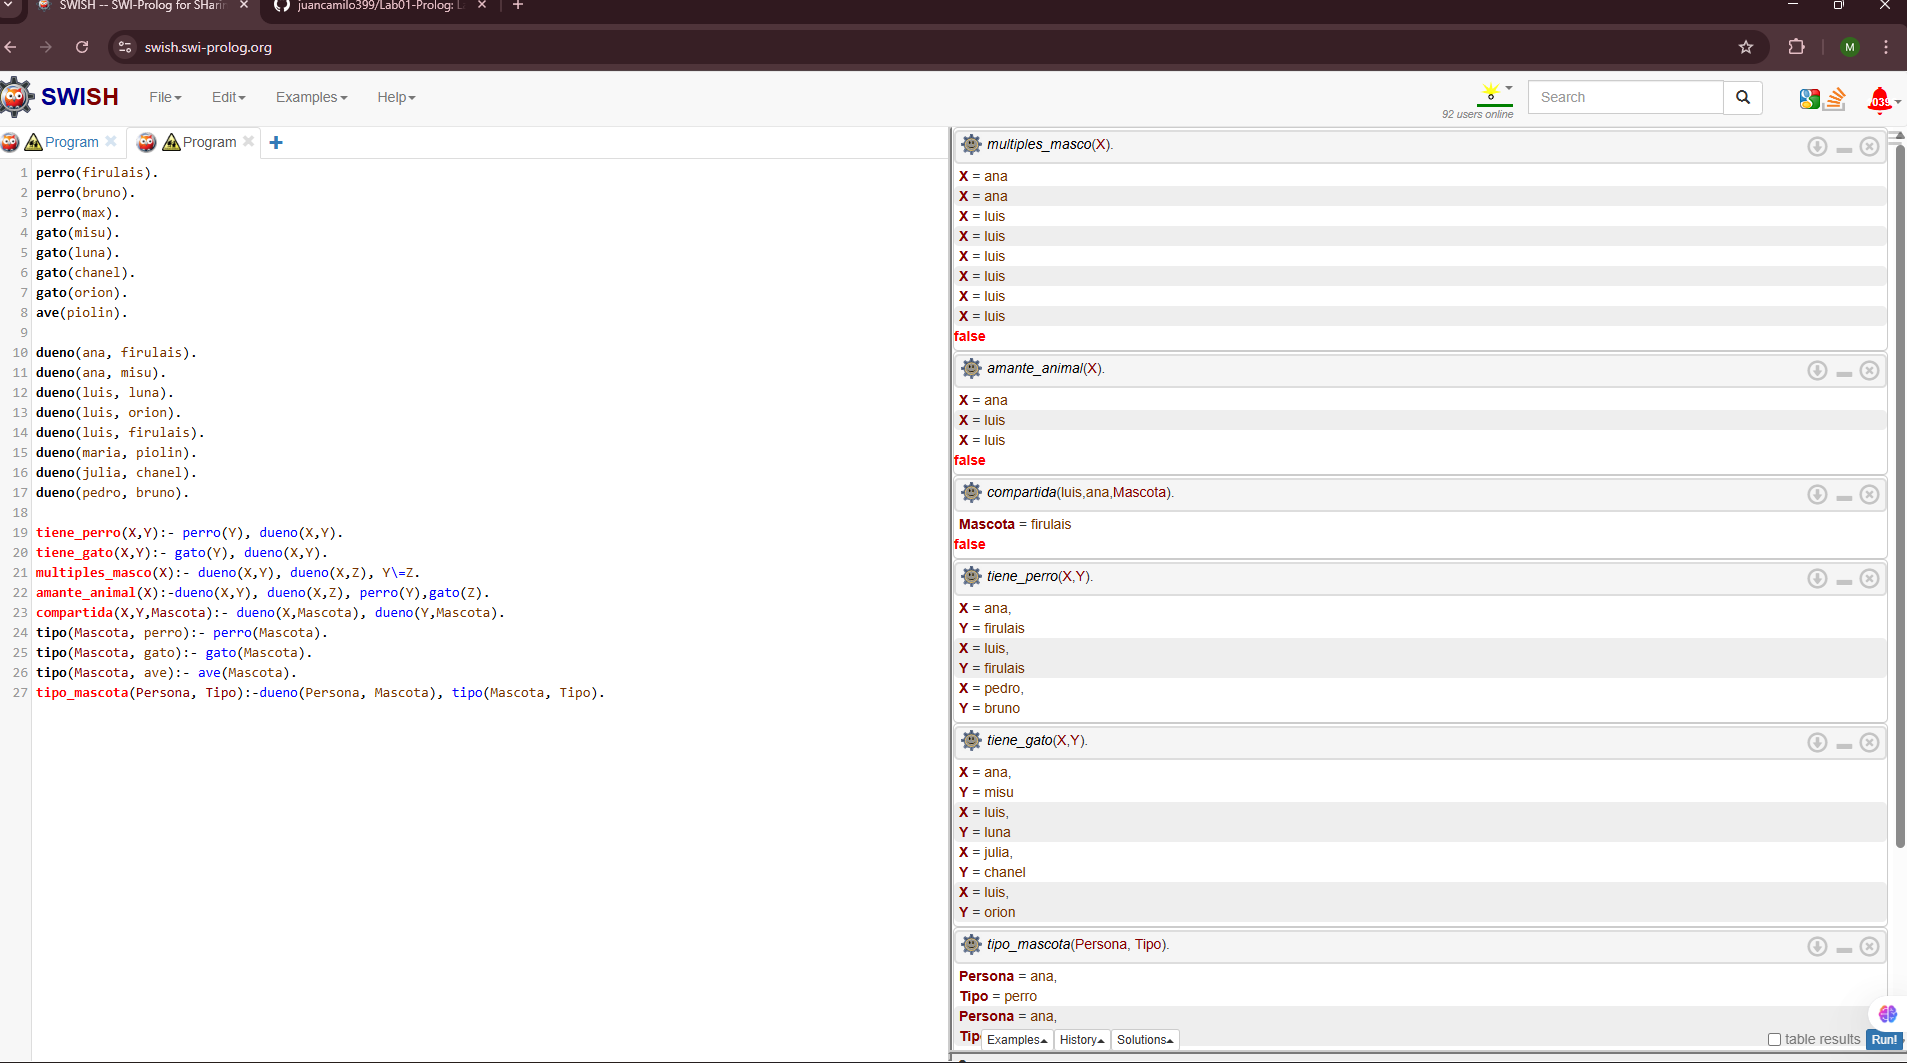 SWISH -- SWI-Prolog for SHarin
juancamilo399/Lab01-Prolog: L
swish.swi-prolog.org
M
SWISH
File
Edit
Examples
Help
92 users online
Search
Program
Program
1 perro(firulais).
2 perro(bruno).
3 perro(max).
4 gato(misu).
5 gato(luna).
6 gato(chanel).
7 gato(orion).
8 ave(piolin).
9
10 dueno(ana, firulais).
11 dueno(ana, misu).
12 dueno(luis, luna).
13 dueno(luis, orion).
14 dueno(luis, firulais).
15 dueno(maria, piolin).
16 dueno(julia, chanel).
17 dueno(pedro, bruno).
18
19 tiene_perro(X,Y):- perro(Y), dueno(X,Y).
20 tiene_gato(X,Y):- gato(Y), dueno(X,Y).
21 multiples_masco(X):- dueno(X,Y), dueno(X,Z), Y\=Z.
22 amante_animal(X):-dueno(X,Y), dueno(X,Z), perro(Y),gato(Z).
23 compartida(X,Y,Mascota):- dueno(X,Mascota), dueno(Y,Mascota).
24 tipo(Mascota, perro):- perro(Mascota).
25 tipo(Mascota, gato):- gato(Mascota).
26 tipo(Mascota, ave):- ave(Mascota).
27 tipo_mascota(Persona, Tipo):-dueno(Persona, Mascota), tipo(Mascota, Tipo).
multiples_masco(X).
X = ana
X = ana
X = luis
X = luis
X = luis
X = luis
X = luis
X = luis
false
amante_animal(X).
X = ana
X = luis
X = luis
false
compartida(luis,ana,Mascota).
Mascota = firulais
false
tiene_perro(X,Y).
X = ana,
Y = firulais
X = luis,
Y = firulais
X = pedro,
Y = bruno
tiene_gato(X,Y).
X = ana,
Y = misu
X = luis,
Y = luna
X = julia,
Y = chanel
X = luis,
Y = orion
tipo_mascota(Persona, Tipo).
Persona = ana,
Tipo = perro
Persona = ana,
Examples
History
Solutions
table results
Run!